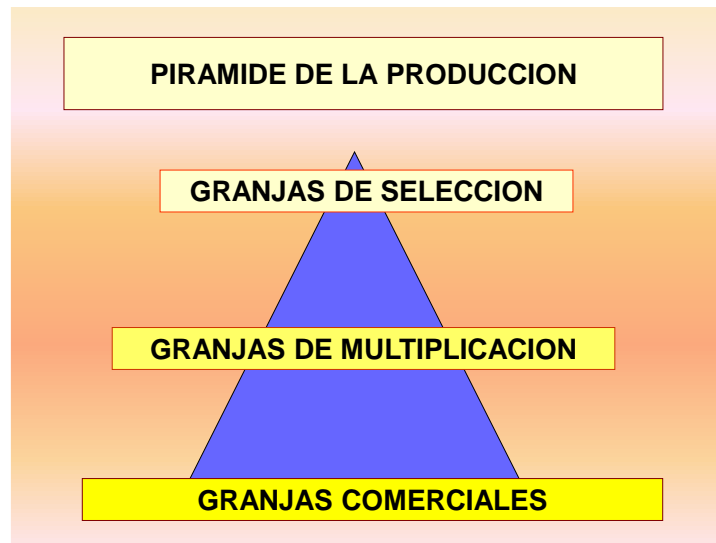 PIRAMIDE DE LA PRODUCCION
GRANJAS DE SELECCION
GRANJAS DE MULTIPLICACION
GRANJAS COMERCIALES